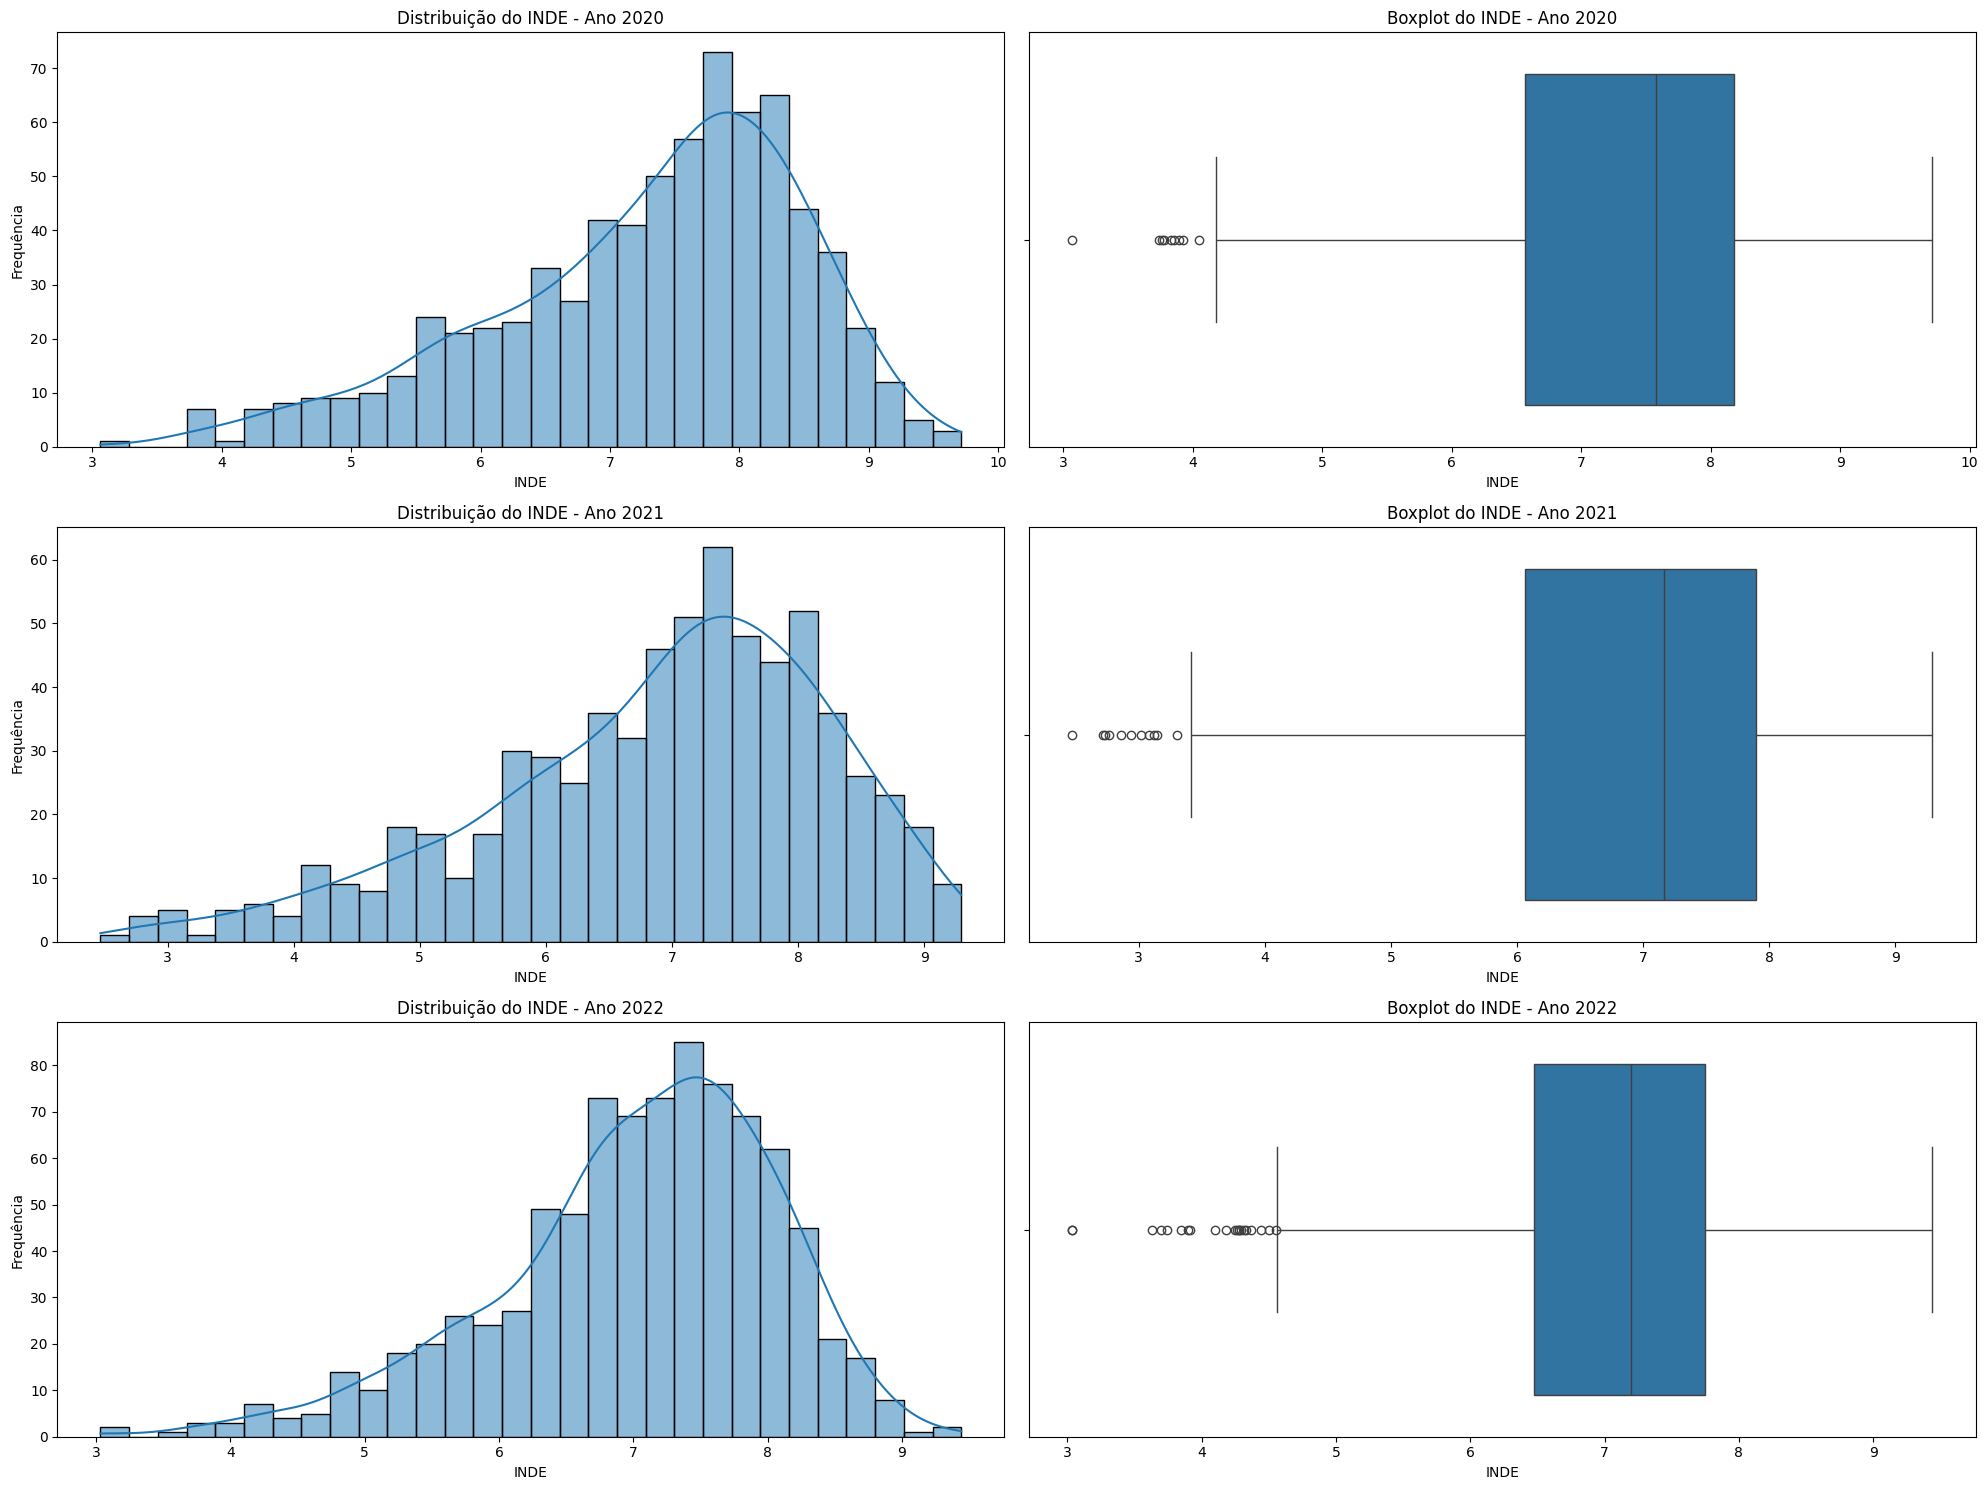 Distribuição do INDE - Ano 2020
Frequência
70
60
50
40
30
20
10
0
3 4 5 6 7 8 9 10
INDE
Boxplot do INDE - Ano 2020
3 4 5 6 7 8 9 10
INDE
Distribuição do INDE - Ano 2021
Frequência
60
50
40
30
20
10
0
3 4 5 6 7 8 9
INDE
Boxplot do INDE - Ano 2021
3 4 5 6 7 8 9
INDE
Distribuição do INDE - Ano 2022
Frequência
80
70
60
50
40
30
20
10
0
3 4 5 6 7 8 9
INDE
Boxplot do INDE - Ano 2022
3 4 5 6 7 8 9
INDE